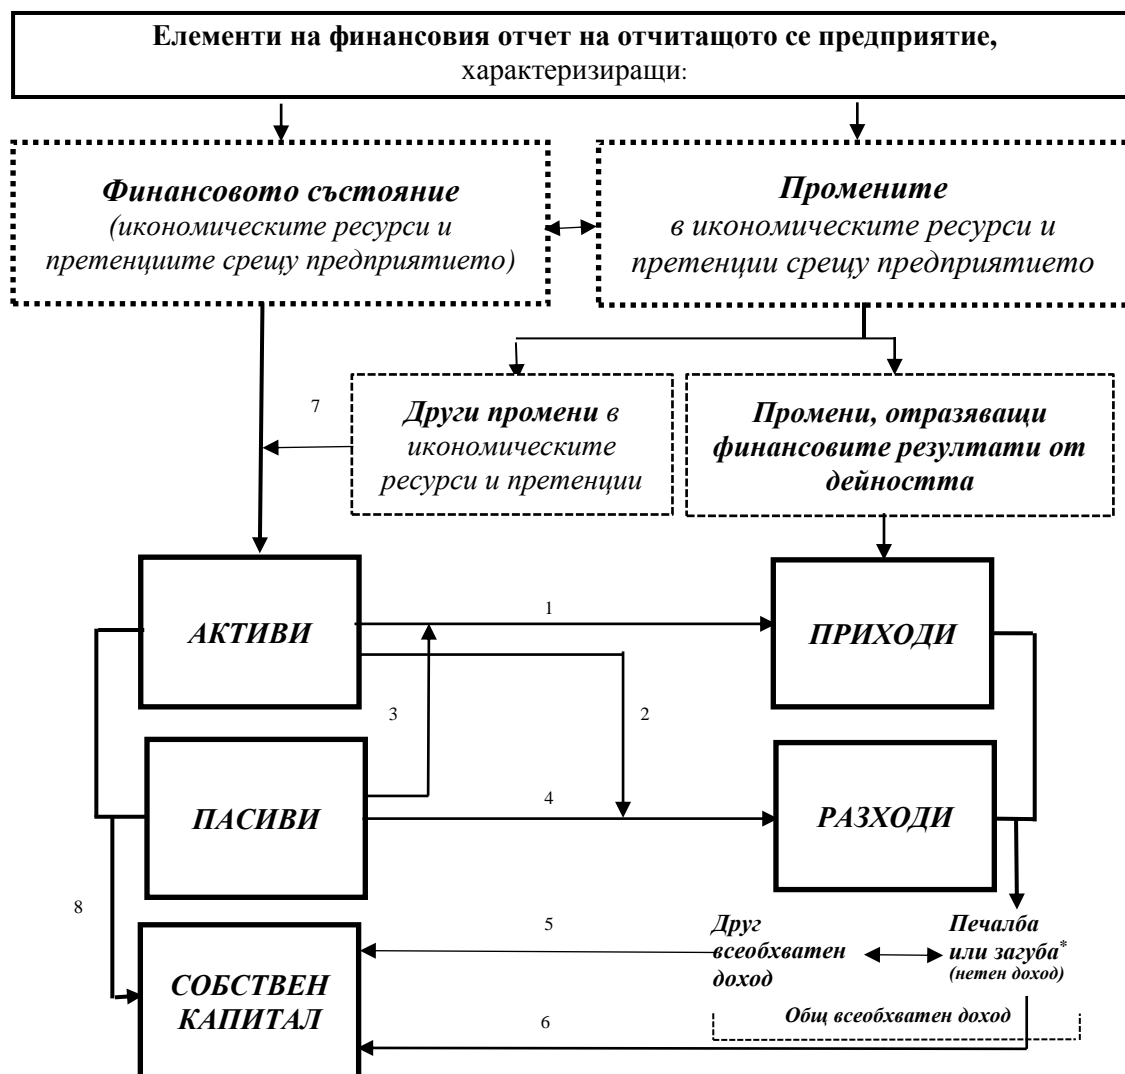 Елементи на финансовия отчет на отчитащото се предприятие,
характеризиращи:
Финансовото състояние
(икономическите ресурси и
претенциите срещу предприятието)
Промените
в икономическите ресурси и
претенции срещу предприятието
7
Други промени в
икономическите
ресурси и претенции
Промени, отразяващи
финансовите резултати от
дейността
АКТИВИ
1
ПРИХОДИ
3
2
ПАСИВИ
4
РАЗХОДИ
8
5
Друг
всеобхватен
доход
Печалба
или загуба*
(нетен доход)
СОБСТВЕН
КАПИТАЛ
6
Общ всеобхватен доход